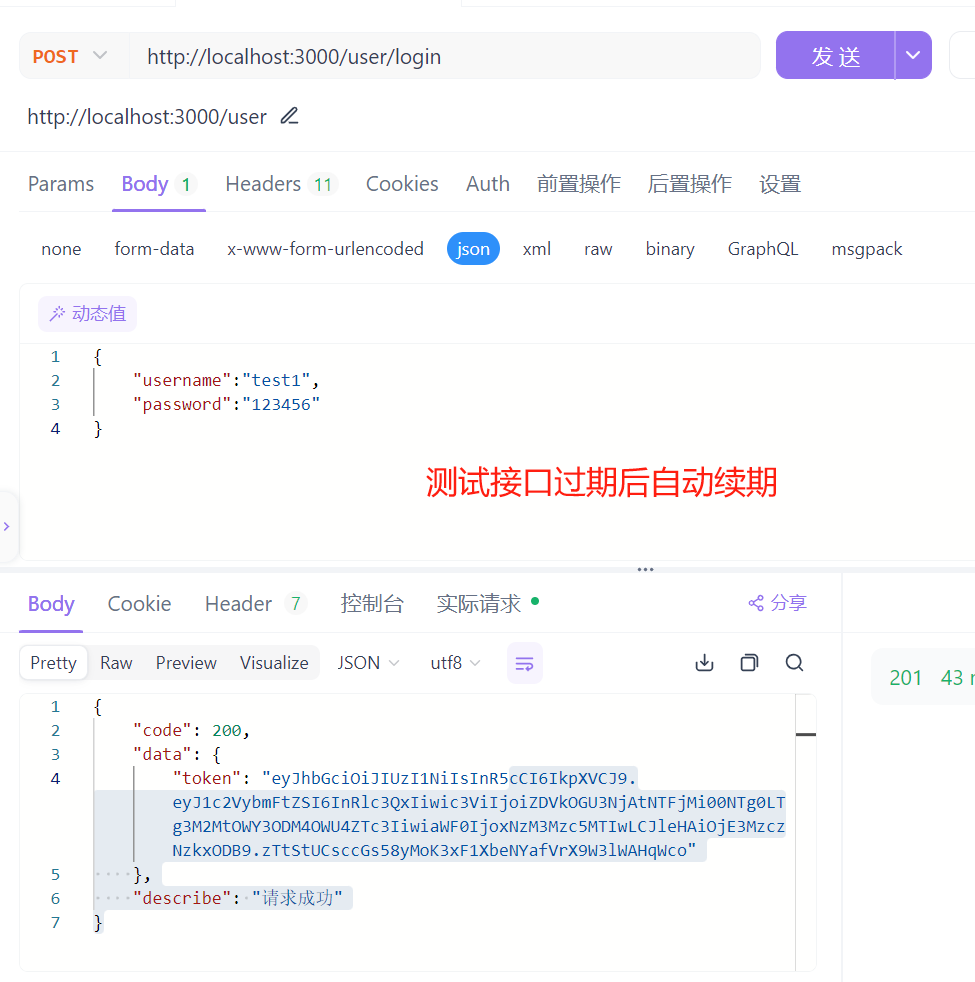 POST http://localhost:3000/user/login 发 送
http://localhost:3000/user
Params Body 1 Headers 11 Cookies Auth 前置操作 后置操作 设置
none form-data x-www-form-urlencoded json xml raw binary GraphQL msgpack
动态值
1 {
2 "username":"test1",
3 "password":"123456"
4 }
测试接口过期后自动续期
Body Cookie Header 7 控制台 实际请求 分享
Pretty Raw Preview Visualize JSON utf8
201 43
1 {
2 "code": 200,
3 "data": {
4 "token": "eyJhbGciOiJIUzI1NiIsInR5cCI6IkpXVCJ9.
eyJ1c2VybmFtZSI6InRlc3QxIiwic3ViIjoiZDVkOGU3NjAtNTFjMi00NTg0LT
g3M2MtOWY3ODM4OWU4ZTc3IiwiaWF0IjoxNzM3Mzc5MTIwLCJleHAiOjE3Mzcz
NzkxODB9.zTtStUCsccGs58yMoK3xF1XbeNYafVrX9W3lWAHqWco"
5 },
6 "describe": "请求成功"
7 }